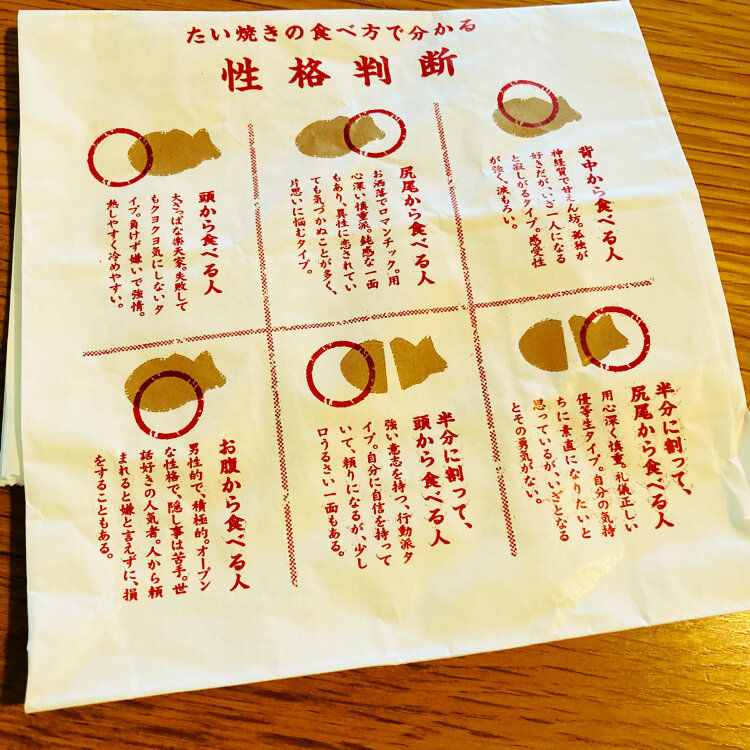 たい焼きの食べ方で分かる
性格判断
頭から食べる人
大ざっぱな楽天家。失敗して
もクヨクヨ気にしないタ
イプ。負けず嫌いで強情。
熱しやすく冷めやすい。
尻尾から食べる人
お洒落でロマンチック。用
心深い慎重派。鈍感な一面
もあり、異性に恋されてい
ても気づかぬことが多く、
片思いに悩むタイプ。
背中から食べる人
神経質で甘えん坊。孤独が
好きだが、いざ一人になる
と寂しがるタイプ。感受性
が強く、涙もろい。
お腹から食べる人
男性的で、積極的。オープン
な性格で、隠し事は苦手。世
話好きの人気者。人から頼
まれると嫌と言えずに、損
をすることもある。
半分に割って、
頭から食べる人
強い意志を持つ、行動派タ
イプ。自分に自信を持って
いて、頼りになるが、少し
口うるさい一面もある。
半分に割って、
尻尾から食べる人
用心深く慎重。礼儀正しい
優等生タイプ。自分の気持
ちに素直になりたいと
思っているが、いざとなる
とその勇気がない。